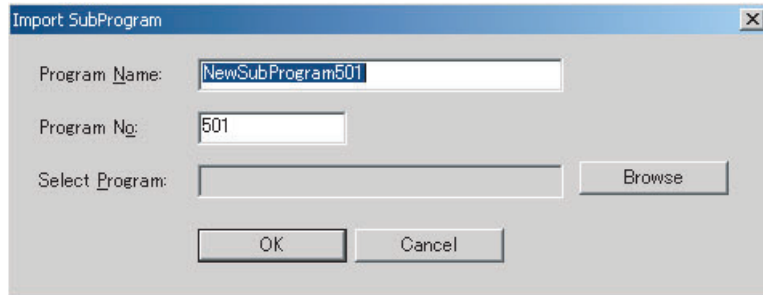 Import SubProgram
Program Name: NewSubProgram501
Program No: 501
Select Program: Browse
OK Cancel